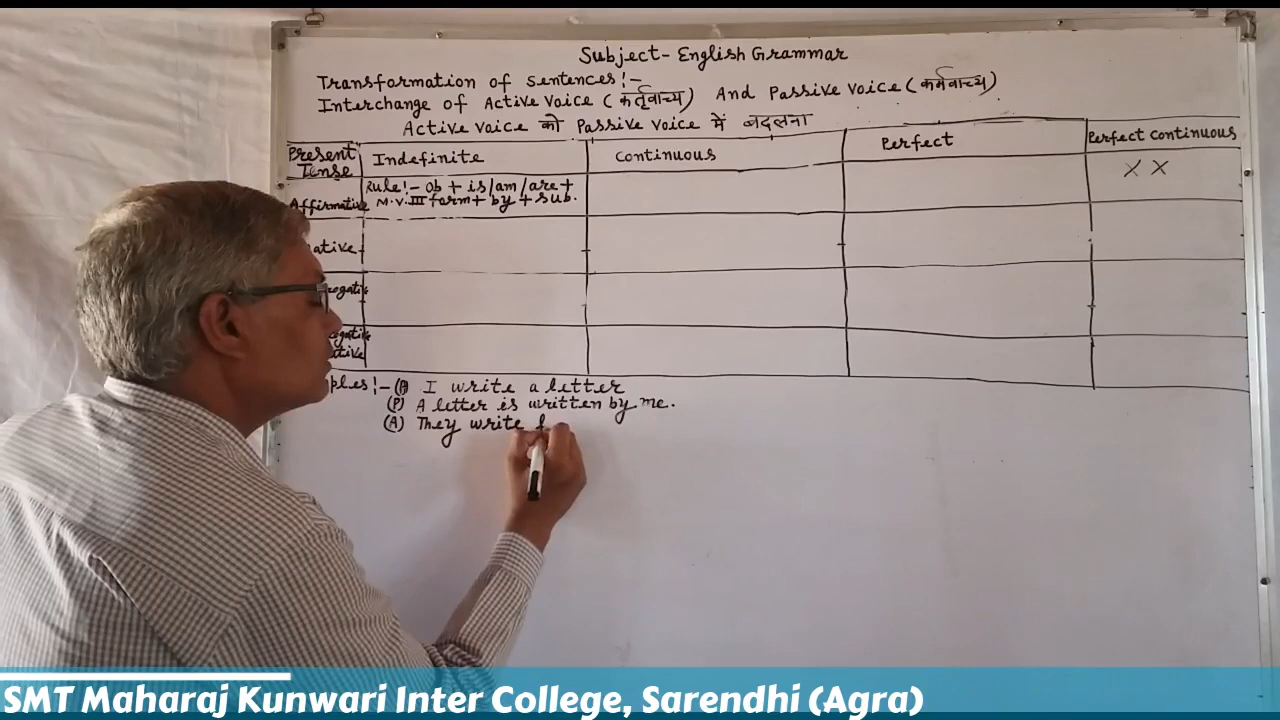 Subject- English Grammar
Transformation of sentences:-
Interchange of Active voice (कर्तृवाच्य) And Passive voice (कर्मवाच्य)
Active voice को Passive voice में बदलना
Present Tense Indefinite Continuous Perfect Perfect continuous
Affirmative Rule:- ob + is/am/are + X X
M.V. III form + by + sub.
ative
rogati
gative
ative
ples:- (A) I write a letter
(P) A letter is written by me.
(A) They write
SMT Maharaj Kunwari Inter College, Sarendhi (Agra)